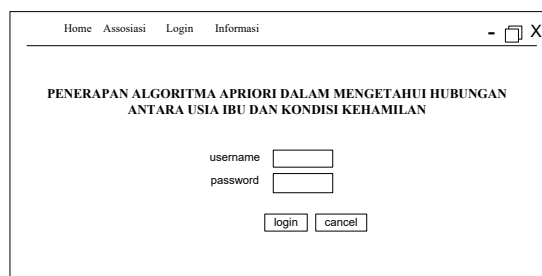 Home Assosiasi Login Informasi - X
PENERAPAN ALGORITMA APRIORI DALAM MENGETAHUI HUBUNGAN
ANTARA USIA IBU DAN KONDISI KEHAMILAN
username
password
login cancel